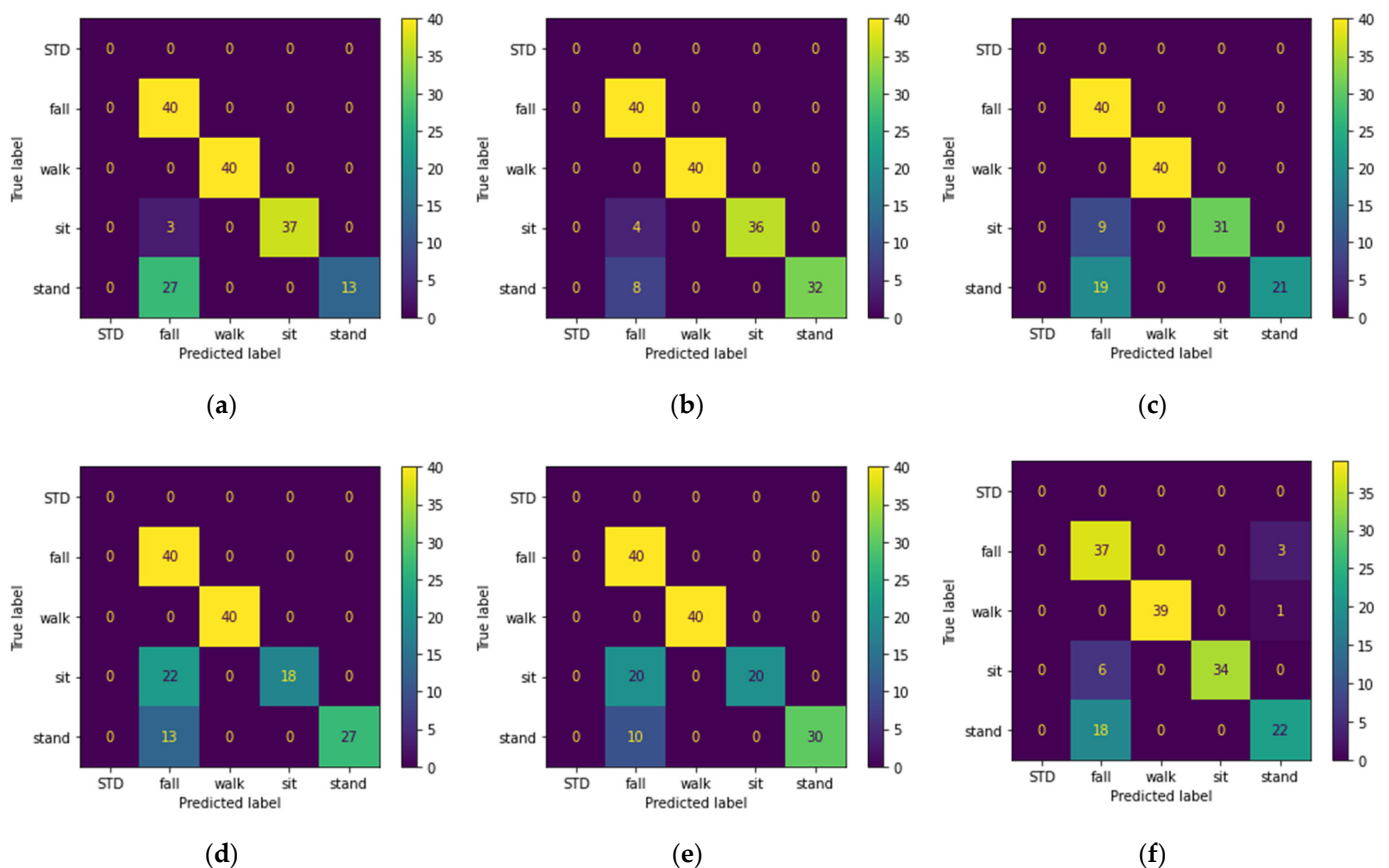 STD 0 0 0 0 0 40
fall 0 40 0 0 0 35
walk 0 0 40 0 0 30
sit 0 3 0 37 0 25
stand 0 27 0 0 13 20
15
10
5
0
STD fall walk sit stand
Predicted label
True label
(a)
STD 0 0 0 0 0 40
fall 0 40 0 0 0 35
walk 0 0 40 0 0 30
sit 0 4 0 36 0 25
stand 0 8 0 0 32 20
15
10
5
0
STD fall walk sit stand
Predicted label
True label
(b)
STD 0 0 0 0 0 40
fall 0 40 0 0 0 35
walk 0 0 40 0 0 30
sit 0 9 0 31 0 25
stand 0 19 0 0 21 20
15
10
5
0
STD fall walk sit stand
Predicted label
True label
(c)
STD 0 0 0 0 0 40
fall 0 40 0 0 0 35
walk 0 0 40 0 0 30
sit 0 22 0 18 0 25
stand 0 13 0 0 27 20
15
10
5
0
STD fall walk sit stand
Predicted label
True label
(d)
STD 0 0 0 0 0 40
fall 0 40 0 0 0 35
walk 0 0 40 0 0 30
sit 0 20 0 20 0 25
stand 0 10 0 0 30 20
15
10
5
0
STD fall walk sit stand
Predicted label
True label
(e)
STD 0 0 0 0 0 35
fall 0 37 0 0 3 30
walk 0 0 39 0 1 25
sit 0 6 0 34 0 20
stand 0 18 0 0 22 15
10
5
0
STD fall walk sit stand
Predicted label
True label
(f)